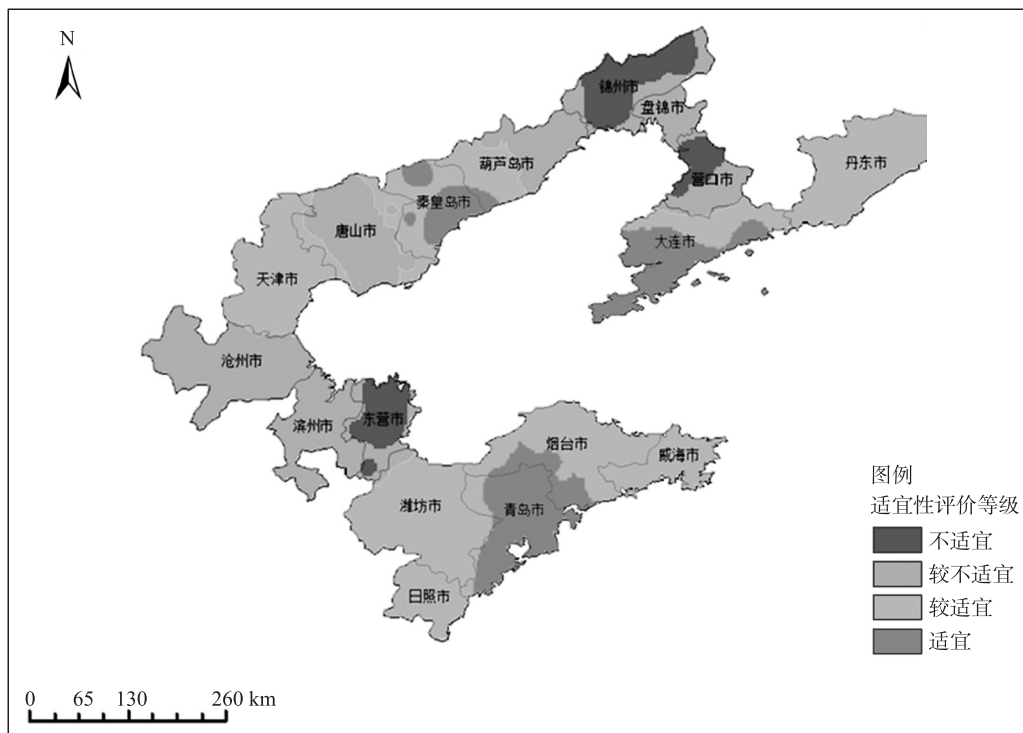 N
锦州市
盘锦市
葫芦岛市
营口市
丹东市
秦皇岛市
唐山市
大连市
天津市
沧州市
滨州市
东营市
烟台市
威海市
潍坊市
青岛市
日照市
图例
适宜性评价等级
不适宜
较不适宜
较适宜
适宜
0 65 130 260 km